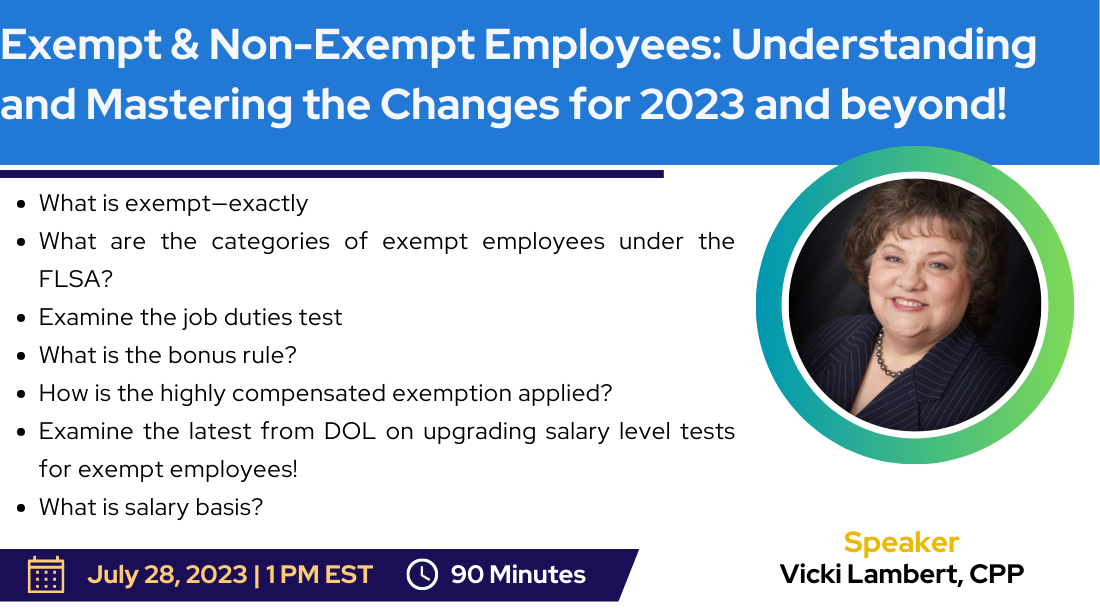 Exempt & Non-Exempt Employees: Understanding
and Mastering the Changes for 2023 and beyond!
• What is exempt—exactly
• What are the categories of exempt employees under the
FLSA?
• Examine the job duties test
• What is the bonus rule?
• How is the highly compensated exemption applied?
• Examine the latest from DOL on upgrading salary level tests
for exempt employees!
• What is salary basis?
July 28, 2023 | 1 PM EST 90 Minutes
Speaker
Vicki Lambert, CPP